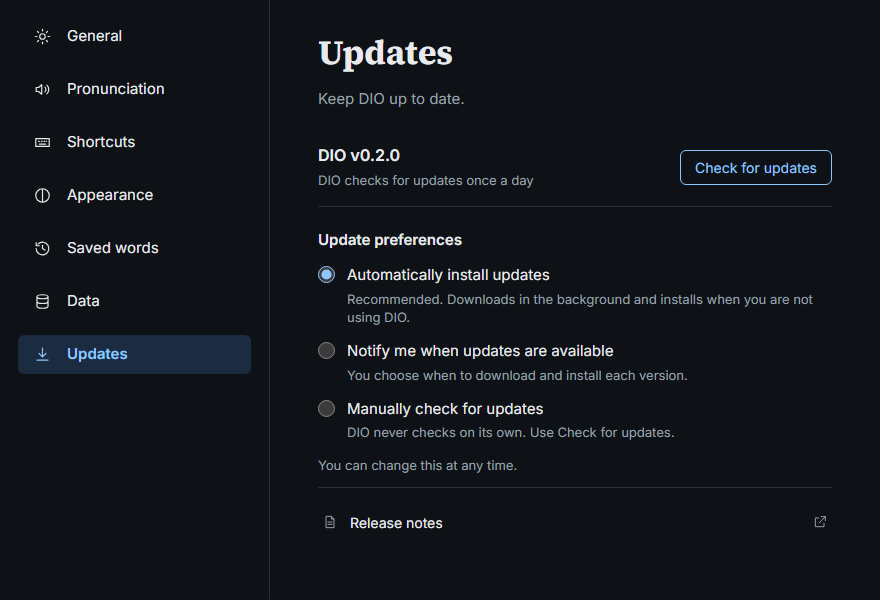 General
Pronunciation
Shortcuts
Appearance
Saved words
Data
Updates
Updates
Keep DIO up to date.
DIO v0.2.0
DIO checks for updates once a day
Check for updates
Update preferences
Automatically install updates
Recommended. Downloads in the background and installs when you are not
using DIO.
Notify me when updates are available
You choose when to download and install each version.
Manually check for updates
DIO never checks on its own. Use Check for updates.
You can change this at any time.
Release notes